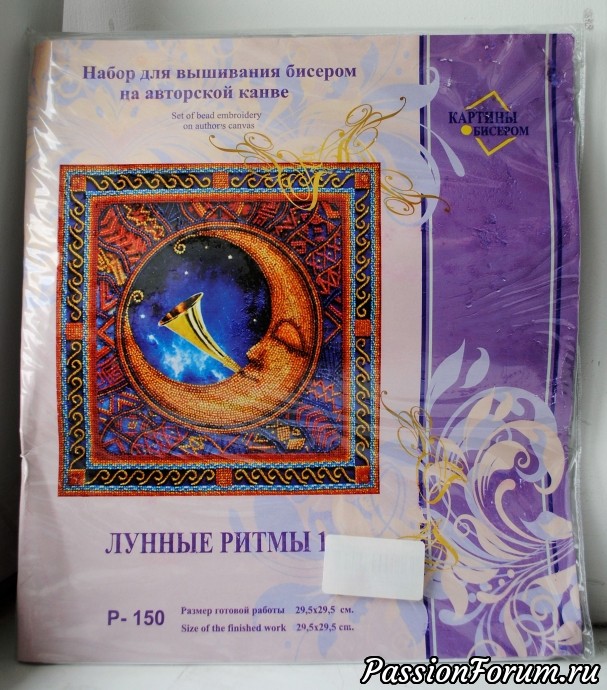 Набор для вышивания бисером
на авторской канве
Set of bead embroidery
on author's canvas
КАРТИНЫ
БИСЕРОМ
ЛУННЫЕ РИТМЫ 1
Р- 150
Размер готовой работы 29,5x29,5 см.
Size of the finished work 29,5x29,5 cm.
PassionForum.ru